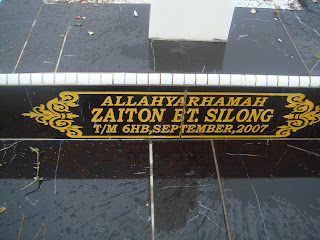 ALLAHYARHAMAH
ZAITON BT. SILONG
T/M 6HB,SEPTEMBER,2007